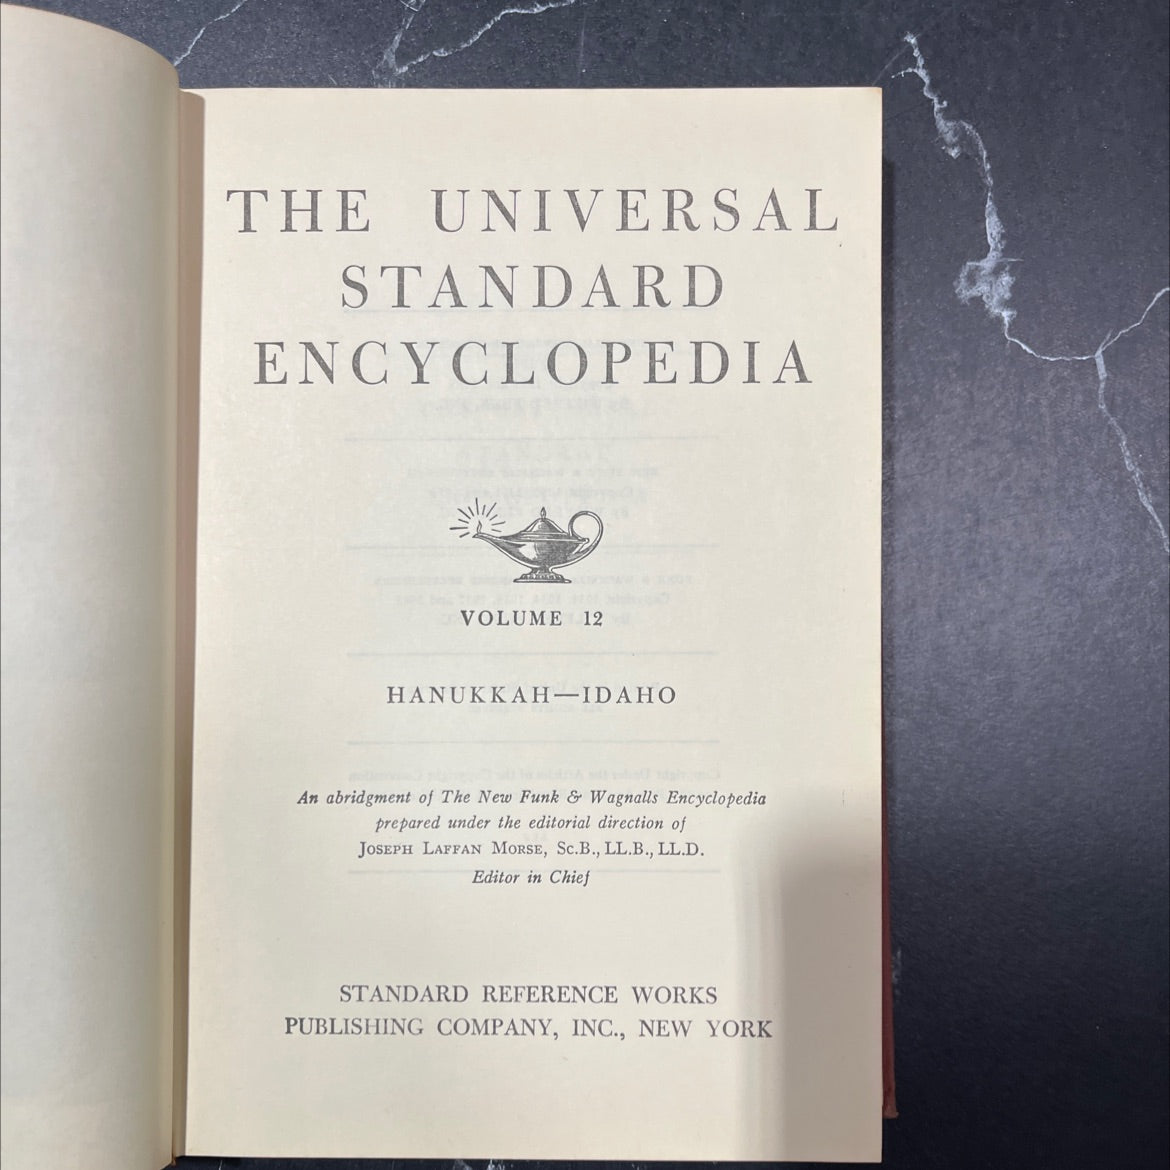 THE UNIVERSAL
STANDARD
ENCYCLOPEDIA
VOLUME 12
HANUKKAH—IDAHO
An abridgment of The New Funk & Wagnalls Encyclopedia
prepared under the editorial direction of
Joseph Laffan Morse, Sc.B., LL.B., LL.D.
Editor in Chief
STANDARD REFERENCE WORKS
PUBLISHING COMPANY, INC., NEW YORK